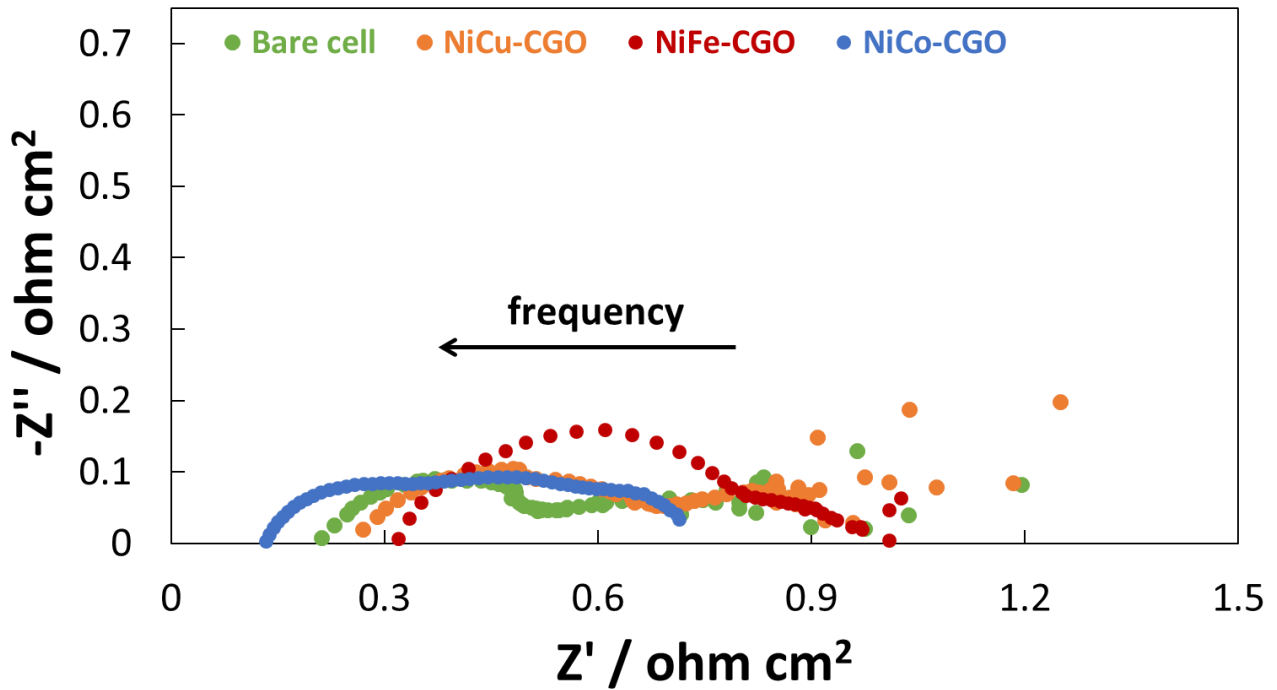 0.7
Bare cell NiCu-CGO NiFe-CGO NiCo-CGO
0.6
0.5
0.4
0.3
0.2
0.1
0
-Z'' / ohm cm²
frequency
0 0.3 0.6 0.9 1.2 1.5
Z' / ohm cm²